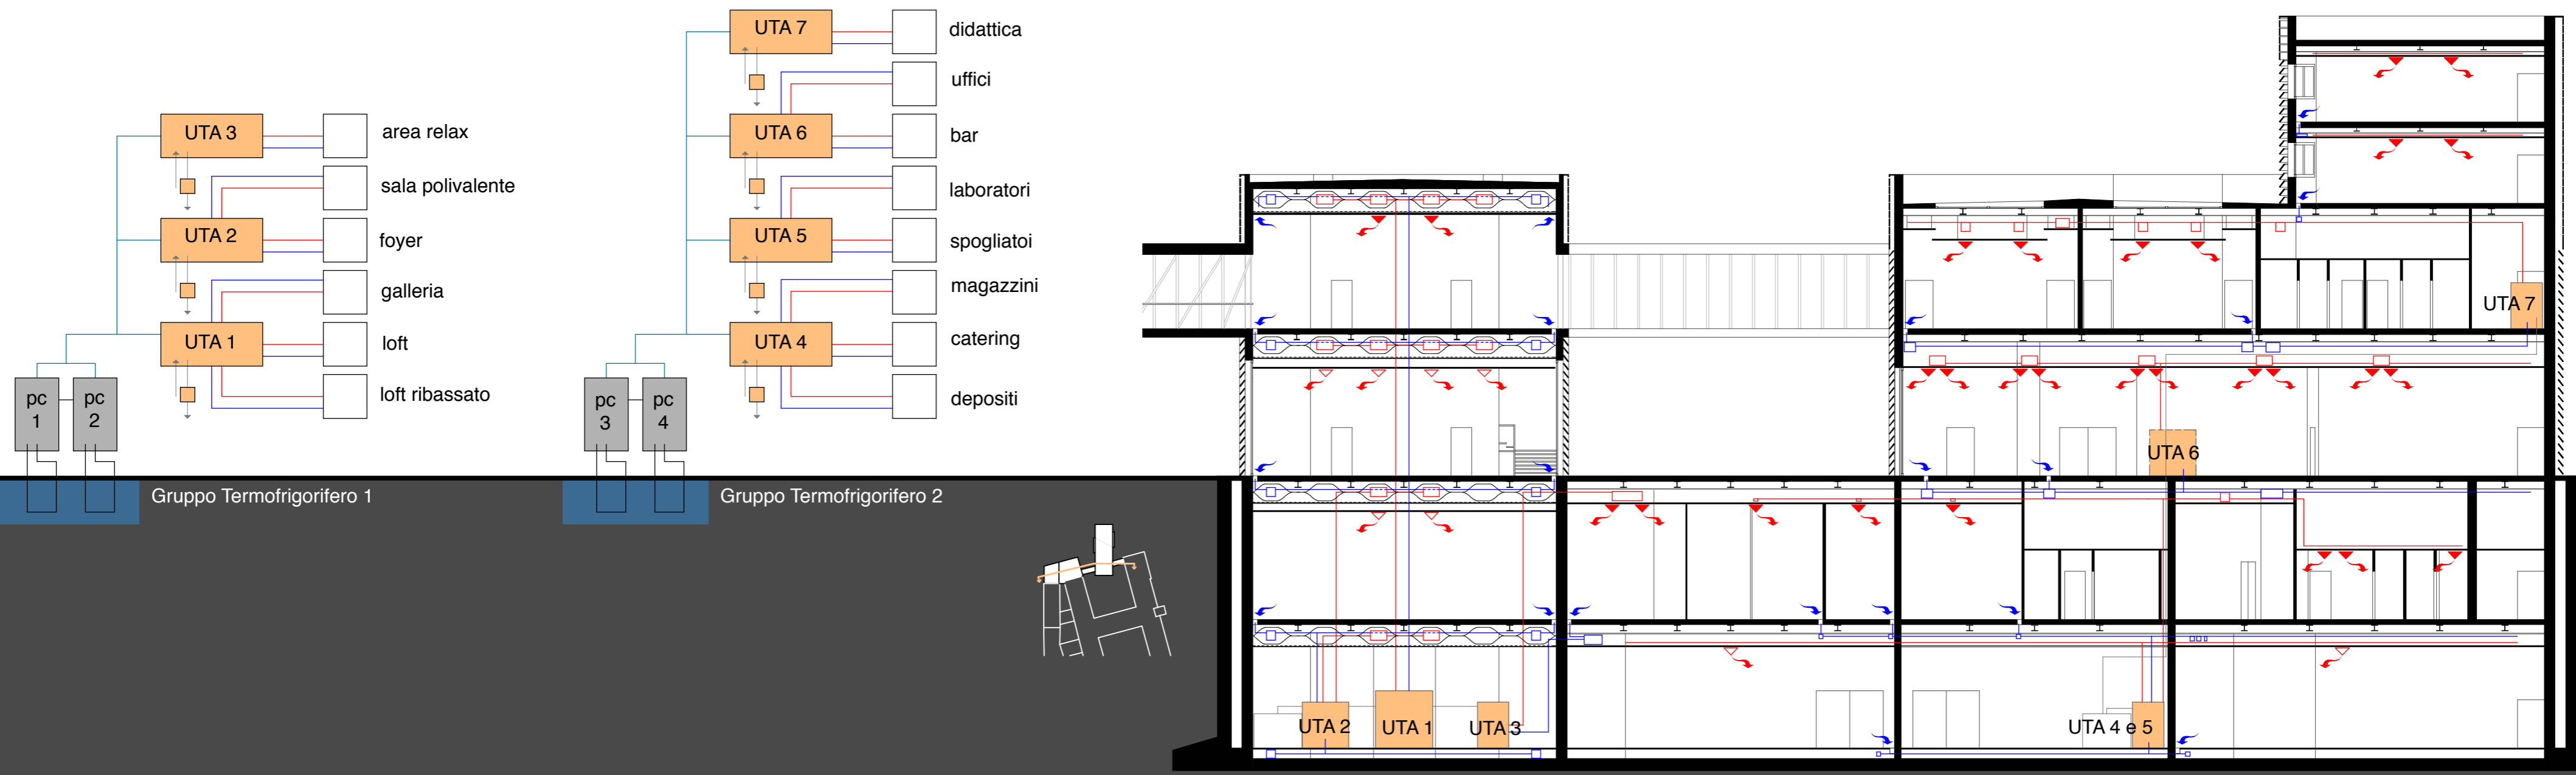 UTA 3
area relax
sala polivalente
UTA 2
foyer
galleria
UTA 1
loft
loft ribassato
pc
1
pc
2
Gruppo Termofrigorifero 1
UTA 7
didattica
uffici
UTA 6
bar
laboratori
UTA 5
spogliatoi
magazzini
UTA 4
catering
depositi
pc
3
pc
4
Gruppo Termofrigorifero 2
UTA 7
UTA 6
UTA 2
UTA 1
UTA 3
UTA 4 e 5